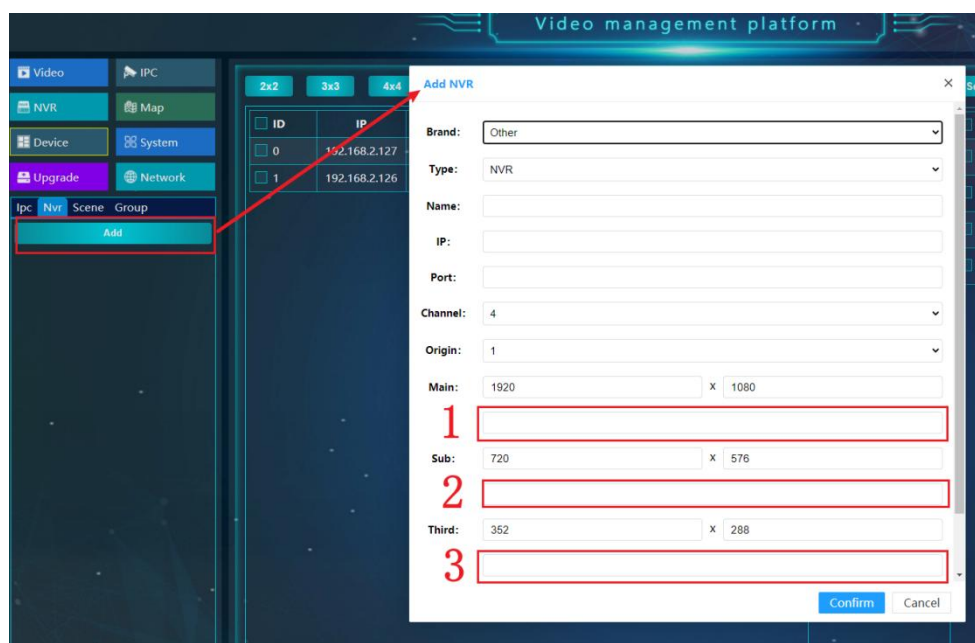 Video management platform
Video
IPC
NVR
Map
Device
System
Upgrade
Network
Ipc Nvr Scene Group
Add
2x2 3x3 4x4
ID IP
0 192.168.2.127
1 192.168.2.126
Add NVR ×
Brand: Other
Type: NVR
Name:
IP:
Port:
Channel: 4
Origin: 1
Main: 1920 x 1080
1
Sub: 720 x 576
2
Third: 352 x 288
3
Confirm Cancel